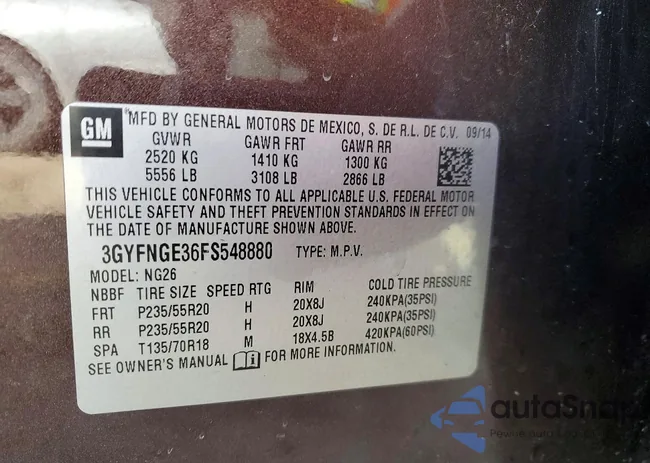 GM
MFD BY GENERAL MOTORS DE MEXICO, S. DE R.L. DE C.V. 09/14
GVWR GAWR FRT GAWR RR
2520 KG 1410 KG 1300 KG
5556 LB 3108 LB 2866 LB
THIS VEHICLE CONFORMS TO ALL APPLICABLE U.S. FEDERAL MOTOR
VEHICLE SAFETY AND THEFT PREVENTION STANDARDS IN EFFECT ON
THE DATE OF MANUFACTURE SHOWN ABOVE.
3GYFNGE36FS548880 TYPE: M.P.V.
MODEL: NG26
NBBF TIRE SIZE SPEED RTG RIM COLD TIRE PRESSURE
FRT P235/55R20 H 20X8J 240KPA(35PSI)
RR P235/55R20 H 20X8J 240KPA(35PSI)
SPA T135/70R18 M 18X4.5B 420KPA(60PSI)
SEE OWNER'S MANUAL FOR MORE INFORMATION.
autoSnap